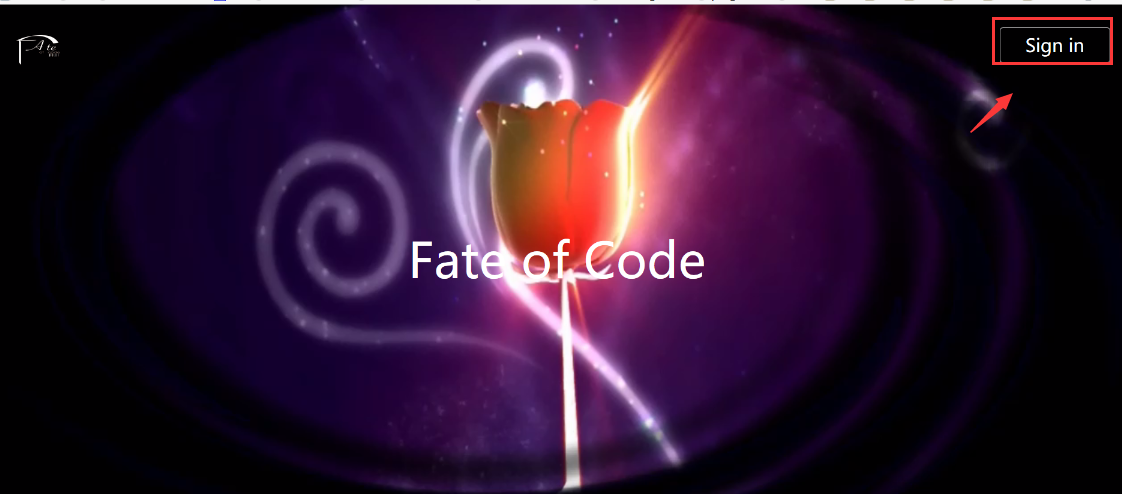 Sign in
Fate of Code